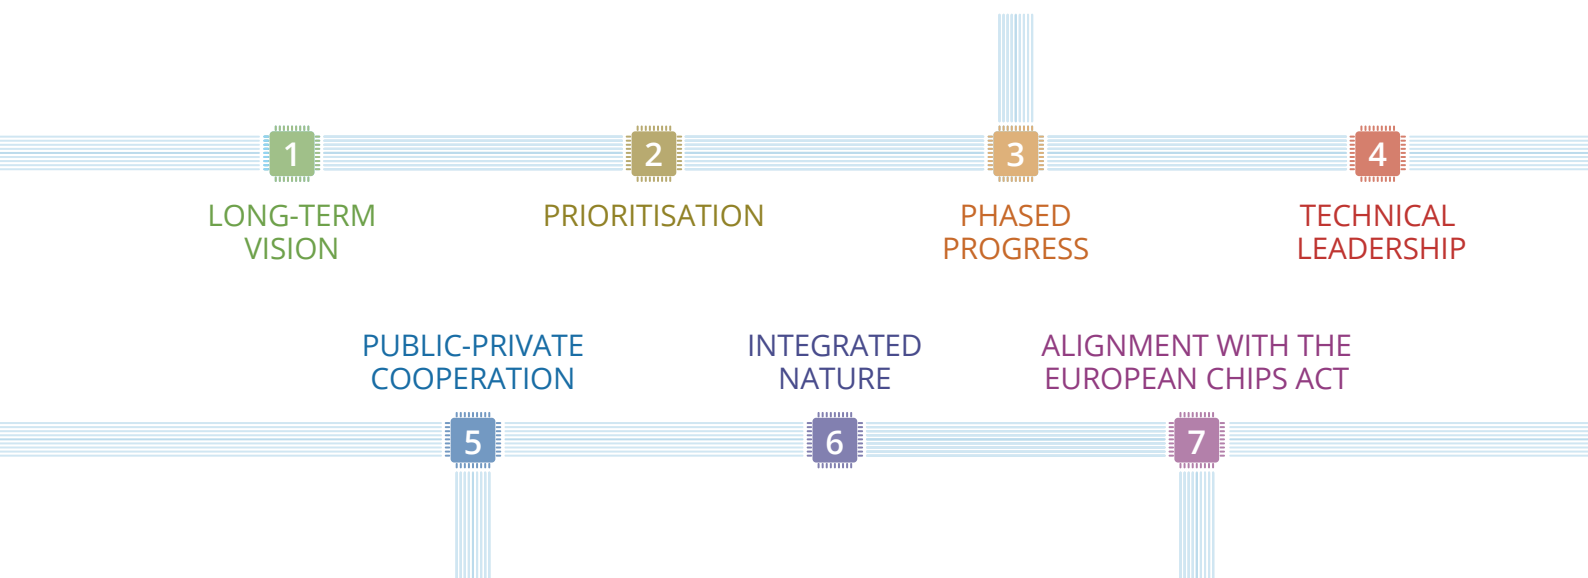 1
LONG-TERM
VISION
2
PRIORITISATION
3
PHASED
PROGRESS
4
TECHNICAL
LEADERSHIP
PUBLIC-PRIVATE
COOPERATION
5
INTEGRATED
NATURE
6
ALIGNMENT WITH THE
EUROPEAN CHIPS ACT
7